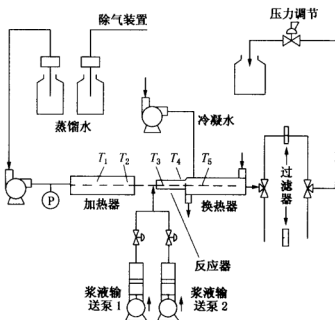 除气装置
压力调节
蒸馏水
冷凝水
T1 T2 T3 T4 T5
P
加热器
换热器
过滤器
反应器
浆液输
送泵1
浆液输
送泵2